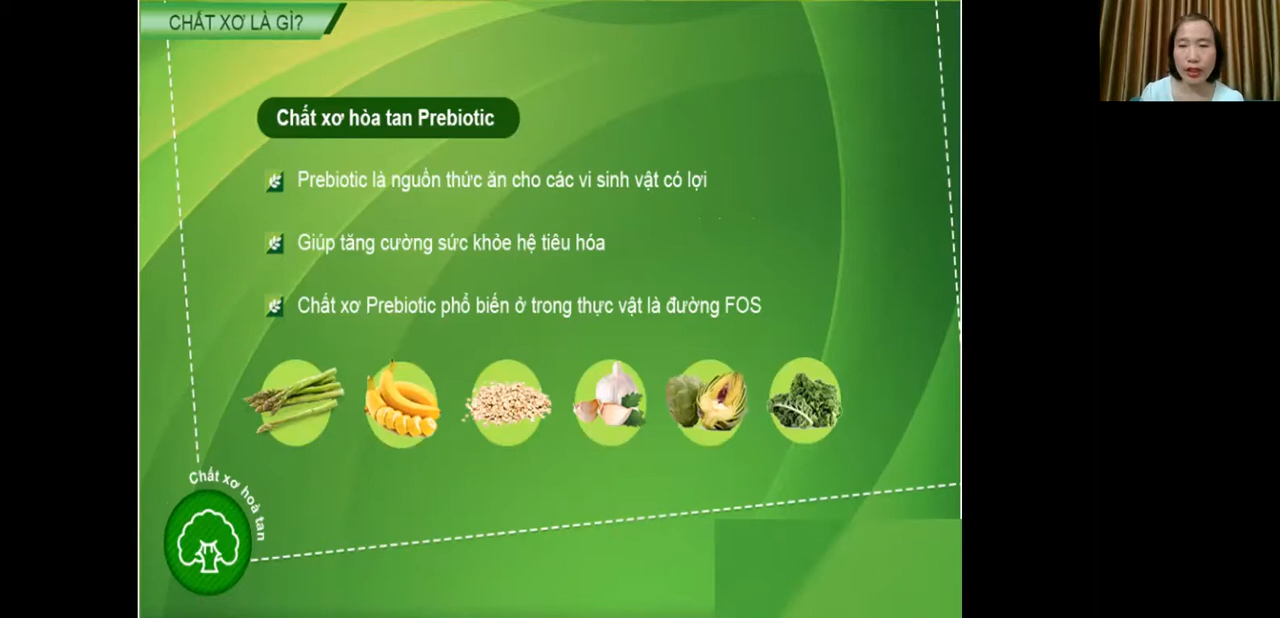 CHẤT XƠ LÀ GÌ?
Chất xơ hòa tan Prebiotic
Prebiotic là nguồn thức ăn cho các vi sinh vật có lợi
Giúp tăng cường sức khỏe hệ tiêu hóa
Chất xơ Prebiotic phổ biến ở trong thực vật là đường FOS
Chất xơ hoà tan